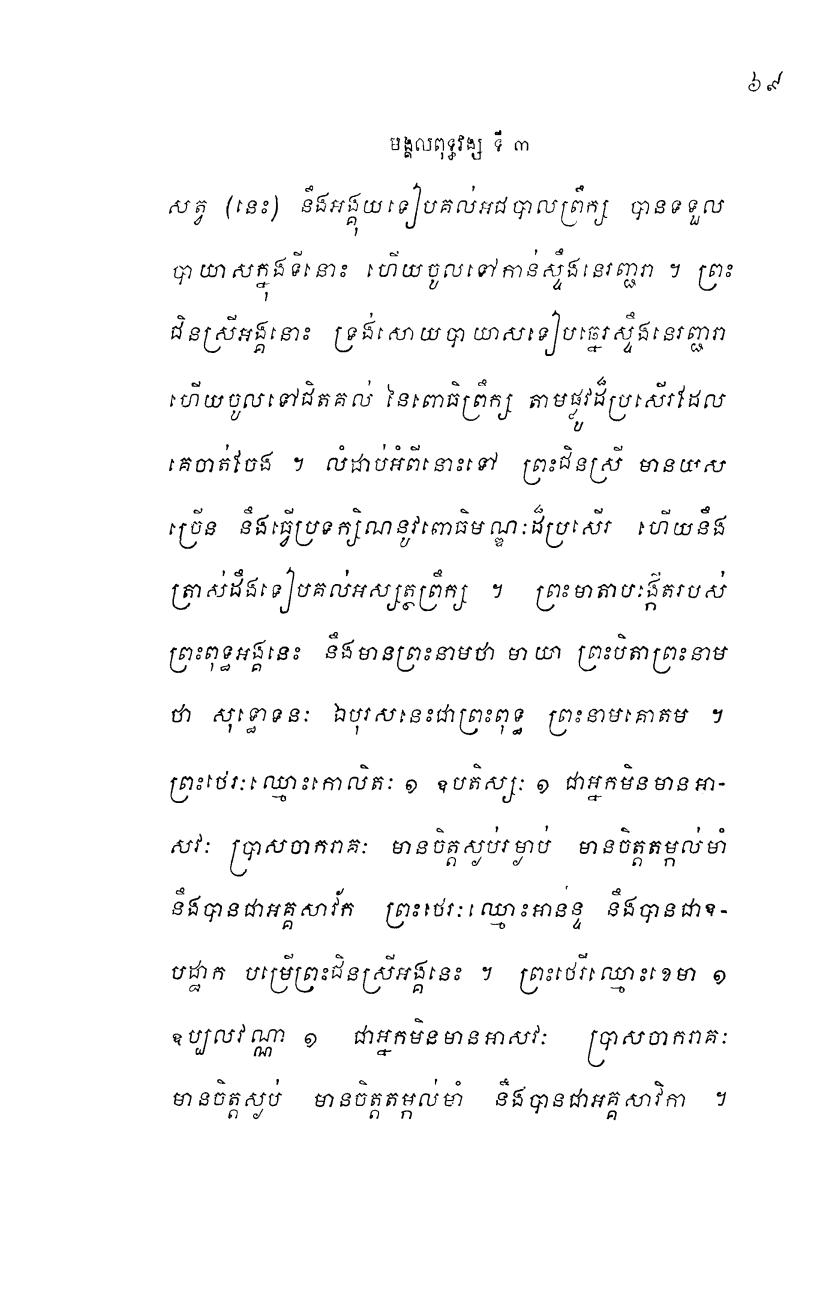 ៦៩
មង្គលពុទ្ធវង្ស ទី ៣
សត្វ (នេះ) នឹងអង្គុយទៀបគល់អជបាលព្រឹក្ស បានទទួល
បាយាសក្នុងទីនោះ ហើយចូលទៅកាន់ស្ទឹងនេរញ្ជរា ។ ព្រះ
ជិនស្រីអង្គនោះ ទ្រង់សោយបាយាសទៀបឆ្នេរស្ទឹងនេរញ្ជរា
ហើយចូលទៅជិតគល់ នៃពោធិព្រឹក្ស តាមផ្លូវដ៏ប្រសើរដែល
គេចាត់ចែង ។ លំដាប់អំពីនោះទៅ ព្រះជិនស្រី មានយស
ច្រើន នឹងធ្វើប្រទក្សិណនូវពោធិមណ្ឌៈដ៏ប្រសើរ ហើយនឹង
ត្រាស់ដឹងទៀបគល់អស្សត្ថព្រឹក្ស ។ ព្រះមាតាបង្កើតរបស់
ព្រះពុទ្ធអង្គនេះ នឹងមានព្រះនាមថា មាយា ព្រះបិតាព្រះនាម
ថា សុទ្ធោទនៈ ឯបុរសនេះជាព្រះពុទ្ធ ព្រះនាមគោតម ។
ព្រះថេរៈឈ្មោះកោលិតៈ ១ ឧបតិស្សៈ ១ ជាអ្នកមិនមានអា-
សវៈ ប្រាសចាករាគៈ មានចិត្តស្ងប់រម្ងាប់ មានចិត្តតម្កល់មាំ
នឹងបានជាអគ្គសាវ័ក ព្រះថេរៈឈ្មោះអានន្ទ នឹងបានជាឧ-
បដ្ឋាក បម្រើព្រះជិនស្រីអង្គនេះ ។ ព្រះថេរីឈ្មោះខេមា ១
ឧប្បលវណ្ណា ១ ជាអ្នកមិនមានអាសវៈ ប្រាសចាករាគៈ
មានចិត្តស្ងប់ មានចិត្តតម្កល់មាំ នឹងបានជាអគ្គសាវិកា ។